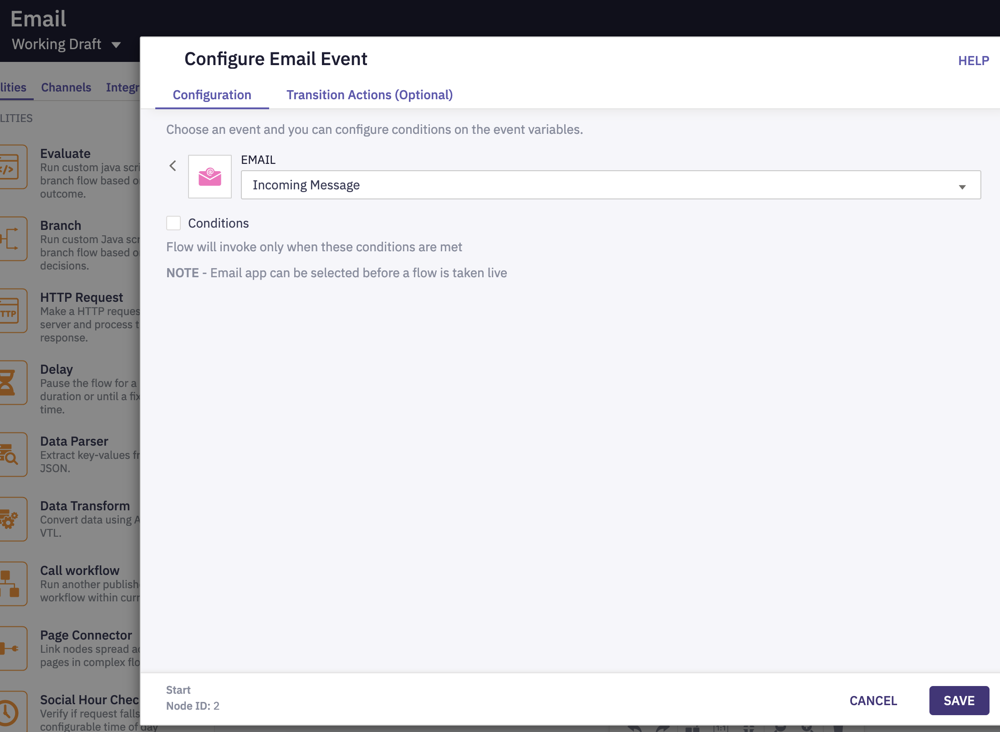 Email
Working Draft
Configure Email Event
HELP
Configuration
Transition Actions (Optional)
lities
Channels
Integr
LITIES
Choose an event and you can configure conditions on the event variables.
EMAIL
Incoming Message
Conditions
Flow will invoke only when these conditions are met
NOTE - Email app can be selected before a flow is taken live
Evaluate
Run custom java scri
branch flow based o
outcome.
Branch
Run custom Java scr
branch flow based o
decisions.
HTTP Request
Make a HTTP reques
server and process t
response.
TTP
Delay
Pause the flow for a
duration or until a fix
time.
Data Parser
Extract key-values fr
JSON.
Data Transform
Convert data using A
VTL.
Call workflow
Run another publish
workflow within curr
Page Connector
Link nodes spread ac
pages in complex flo
Social Hour Chec
Verify if request falls
configurable time of day
Start
Node ID: 2
CANCEL
SAVE
1:1